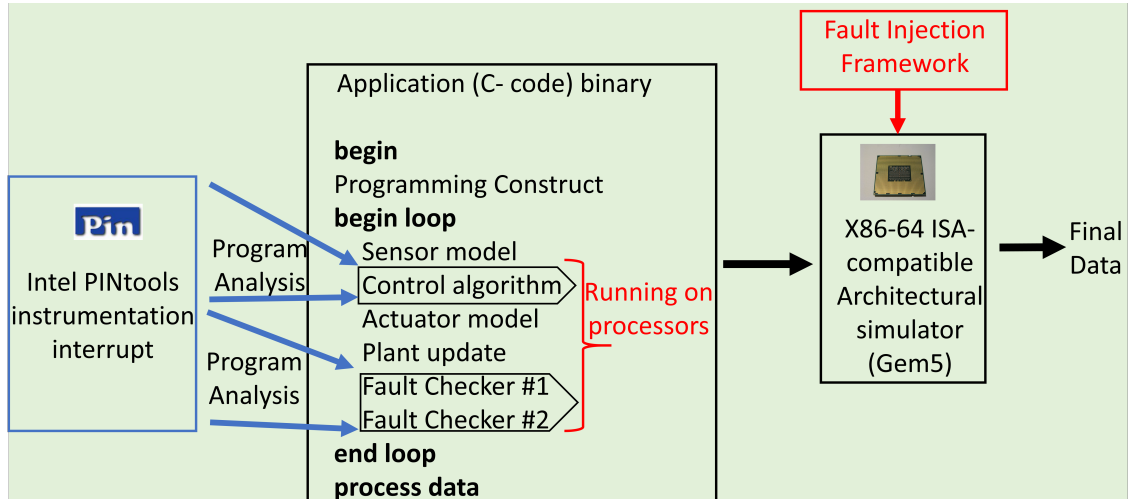 Fault Injection
Framework
Application (C- code) binary
begin
Programming Construct
begin loop
Sensor model
Control algorithm
Actuator model
Plant update
Fault Checker #1
Fault Checker #2
end loop
process data
Pin
Intel PINtools
instrumentation
interrupt
Program
Analysis
Program
Analysis
Running on
processors
X86-64 ISA-
compatible
Architectural
simulator
(Gem5)
Final
Data